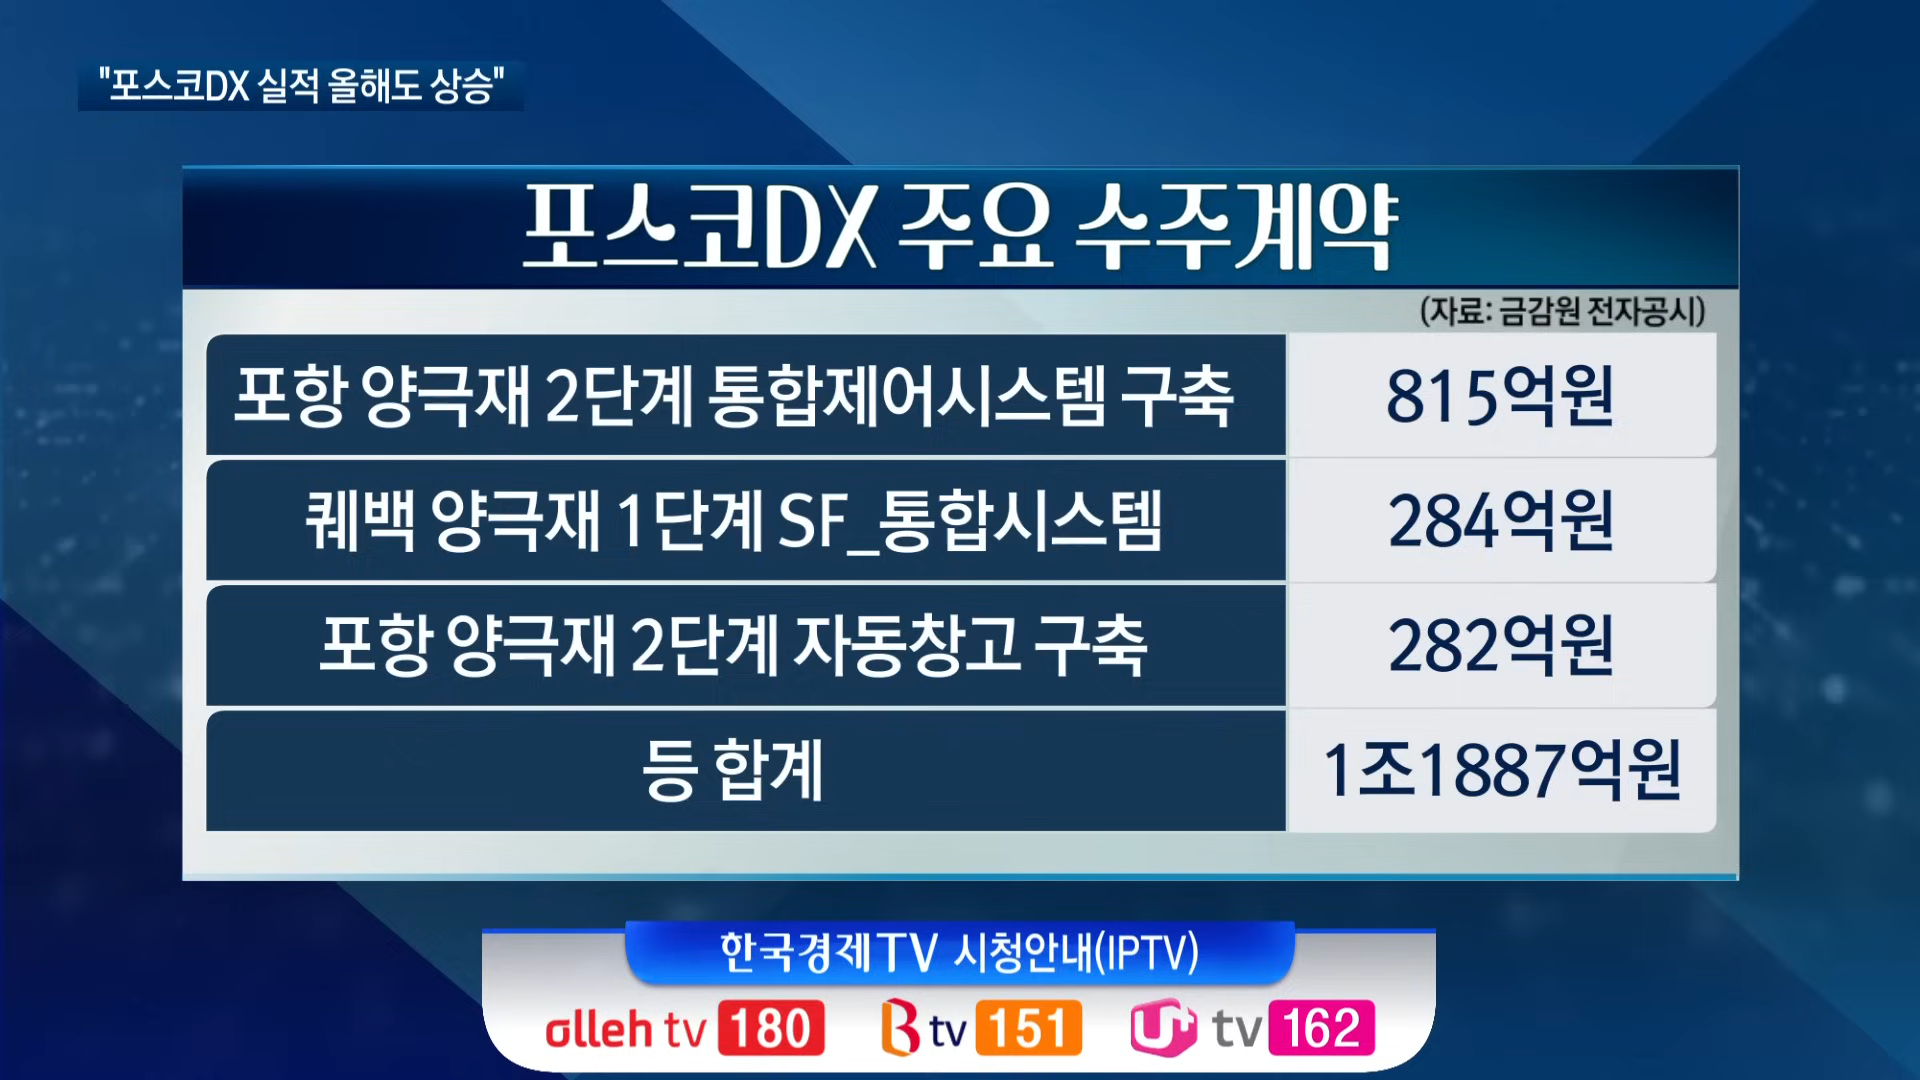 "포스코DX 실적 올해도 상승"
포스코DX 주요 수주계약
(자료: 금감원 전자공시)
포항 양극재 2단계 통합제어시스템 구축 815억원
퀘백 양극재 1단계 SF_통합시스템 284억원
포항 양극재 2단계 자동창고 구축 282억원
등 합계 1조1887억원
한국경제TV 시청안내(IPTV)
olleh tv 180 B tv 151 U+ tv 162